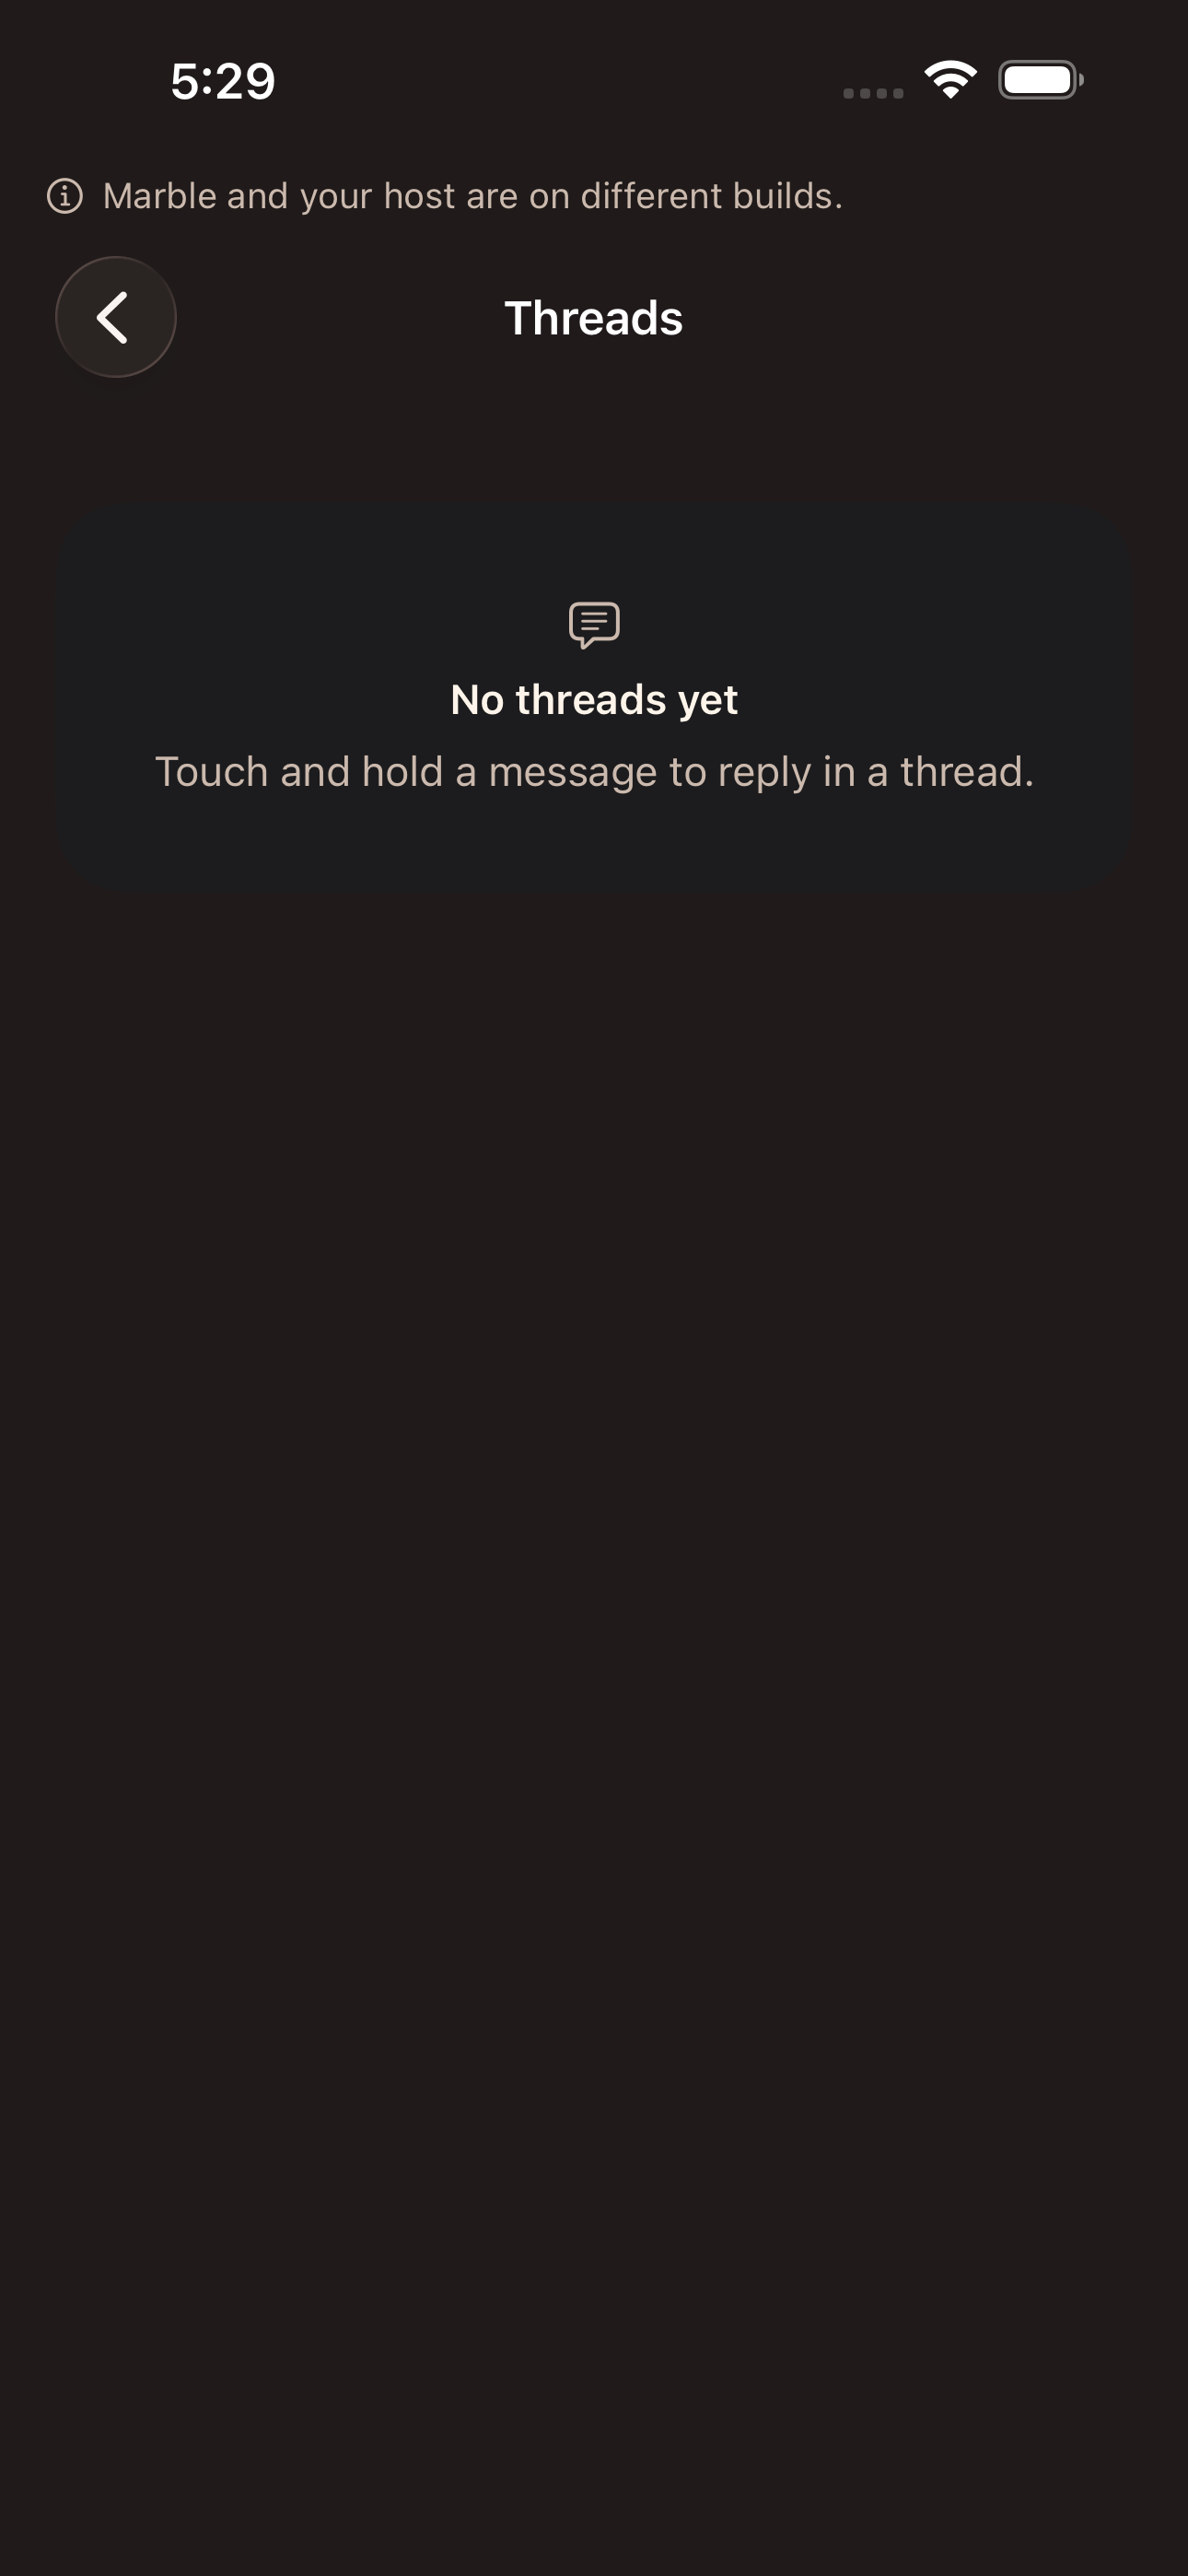 5:29
Marble and your host are on different builds.
Threads
No threads yet
Touch and hold a message to reply in a thread.